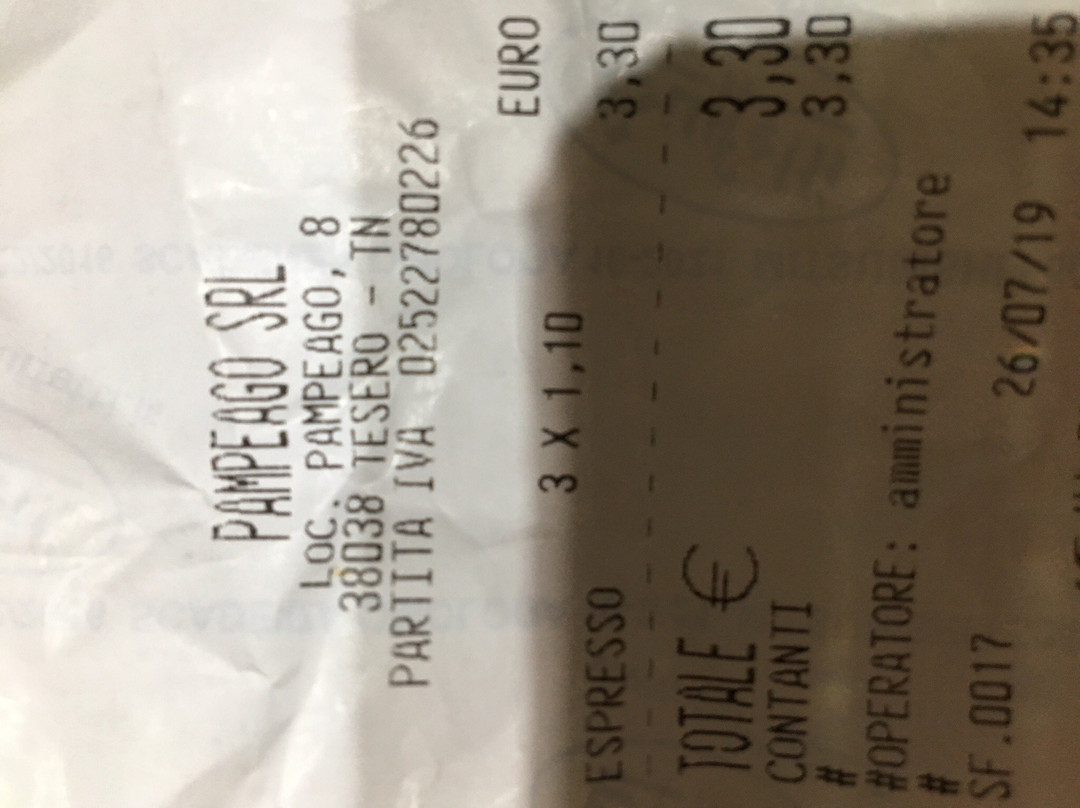 PAMPEAGO SRL
LOC. PAMPEAGO, 8
38038 TESERO - TN
PARTITA IVA 02522780226
EURO
3 X 1,10
ESPRESSO 3,30
TOTALE € 3,30
CONTANTI 3,30
#
#OPERATORE: amministratore
#
SF.0017 26/07/19 14:35